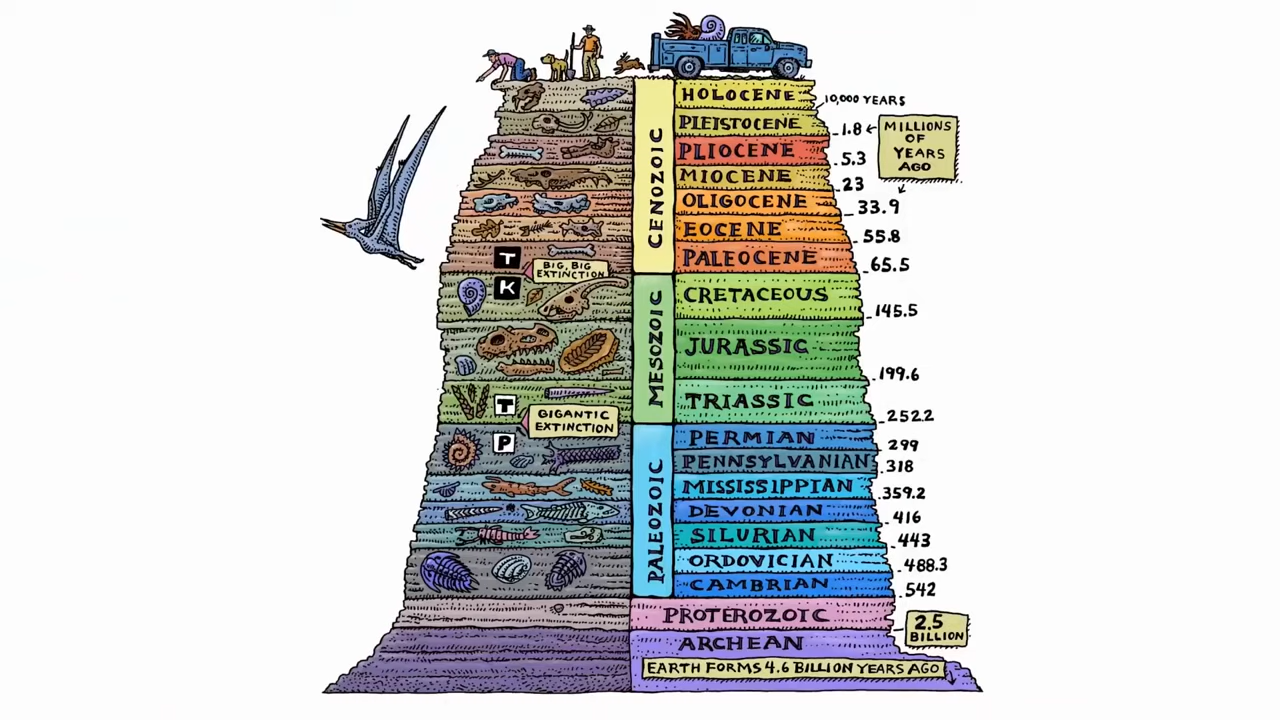 HOLOCENE
10,000 YEARS
PLEISTOCENE
1.8
MILLIONS
OF
YEARS
AGO
PLIOCENE
5.3
MIOCENE
23
OLIGOCENE
33.9
EOCENE
55.8
PALEOCENE
65.5
CENOZOIC
T
BIG, BIG
EXTINCTION
K
CRETACEOUS
145.5
JURASSIC
199.6
TRIASSIC
252.2
MESOZOIC
T
GIGANTIC
EXTINCTION
P
PERMIAN
299
PENNSYLVANIAN
318
MISSISSIPPIAN
359.2
DEVONIAN
416
SILURIAN
443
ORDOVICIAN
488.3
CAMBRIAN
542
PALEOZOIC
PROTEROZOIC
2.5
BILLION
ARCHEAN
EARTH FORMS 4.6 BILLION YEARS AGO